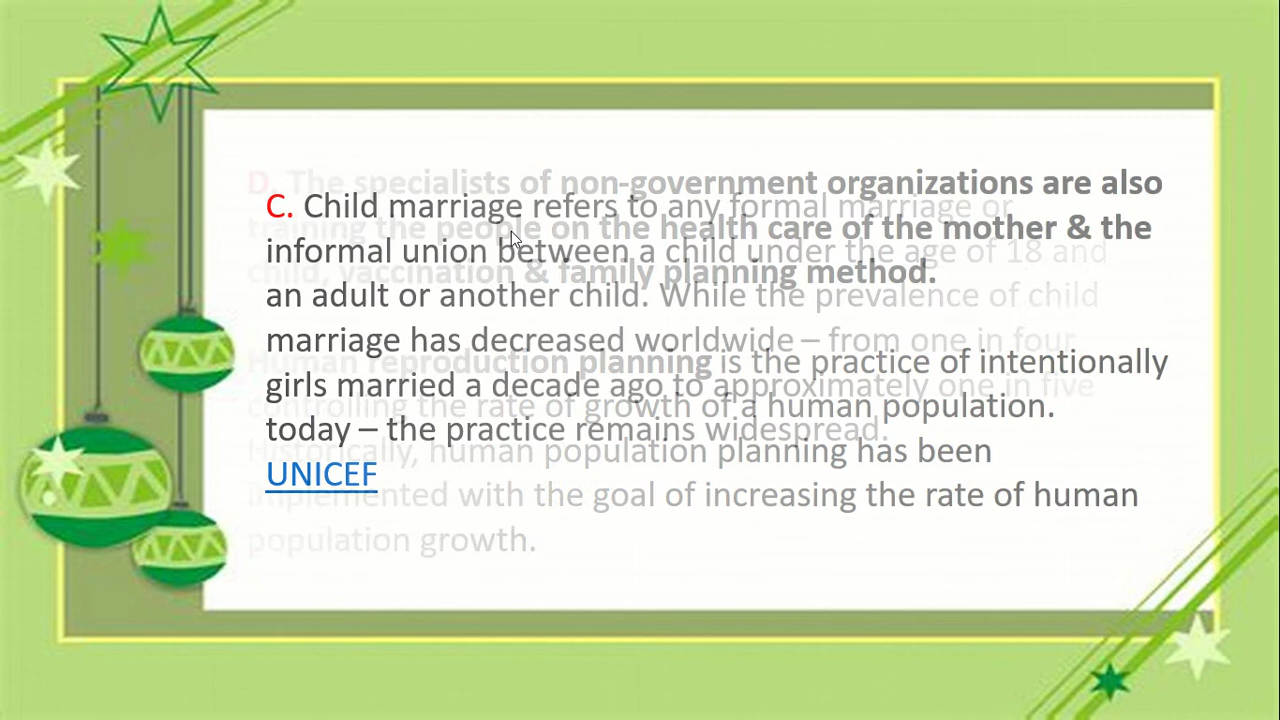 C. Child marriage refers to any formal marriage or
informal union between a child under the age of 18 and
an adult or another child. While the prevalence of child
marriage has decreased worldwide – from one in four
girls married a decade ago to approximately one in five
today – the practice remains widespread.
UNICEF
D. The specialists of non-government organizations are also
training the people on the health care of the mother & the
child, vaccination & family planning method.
Human reproduction planning is the practice of intentionally
controlling the rate of growth of a human population.
Historically, human population planning has been
implemented with the goal of increasing the rate of human
population growth.